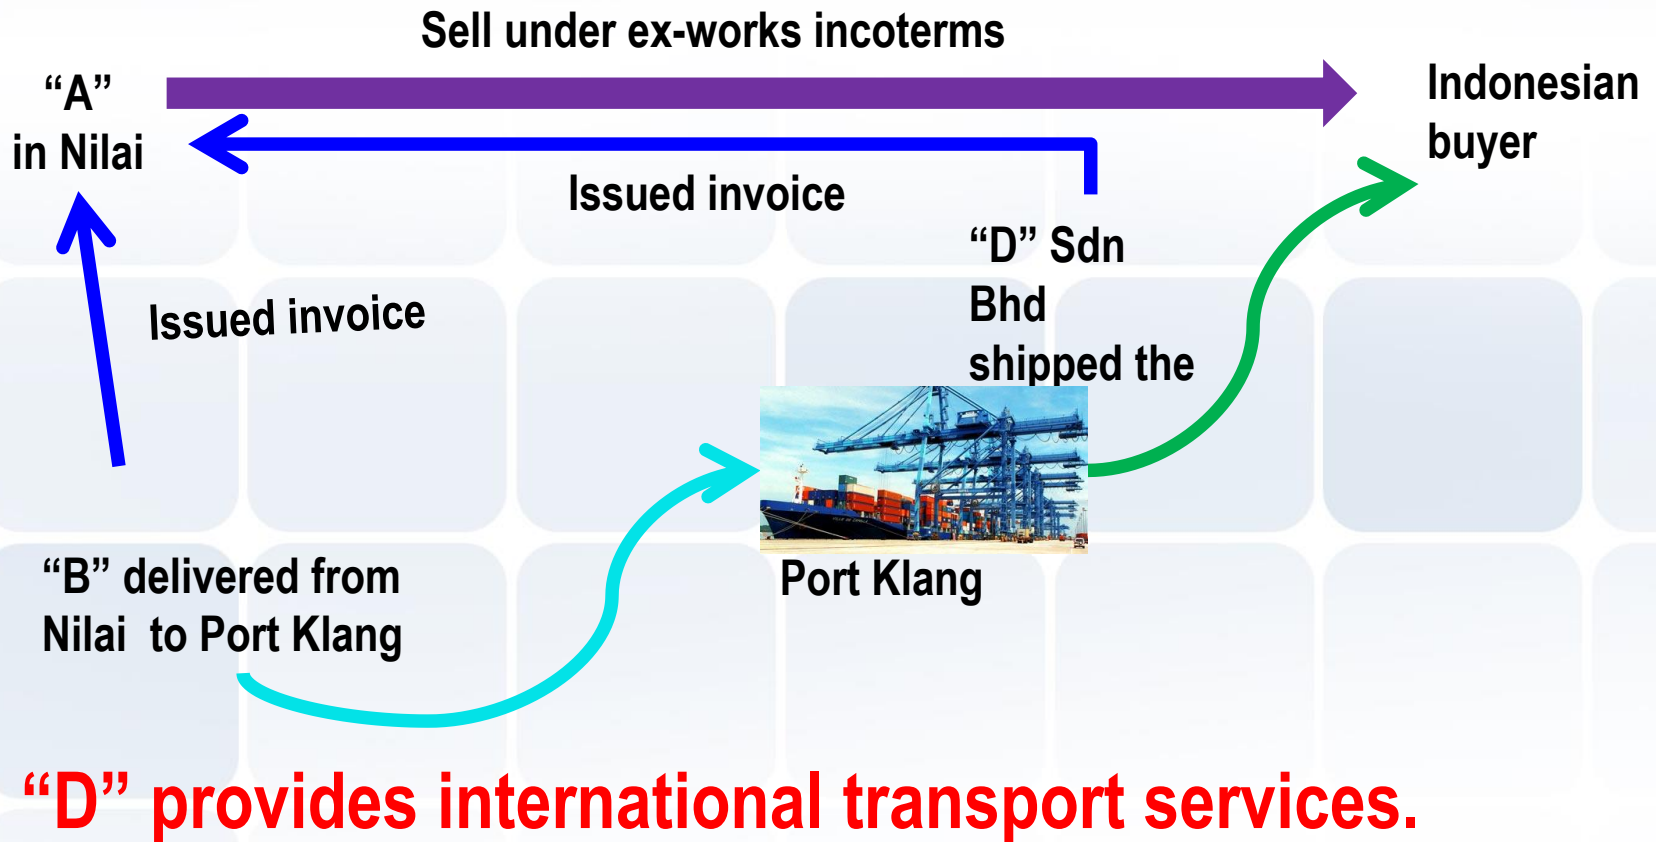 Sell under ex-works incoterms
“A”
in Nilai
Indonesian
buyer
Issued invoice
“D” Sdn
Bhd
shipped the
Issued invoice
“B” delivered from
Nilai to Port Klang
Port Klang
“D” provides international transport services.